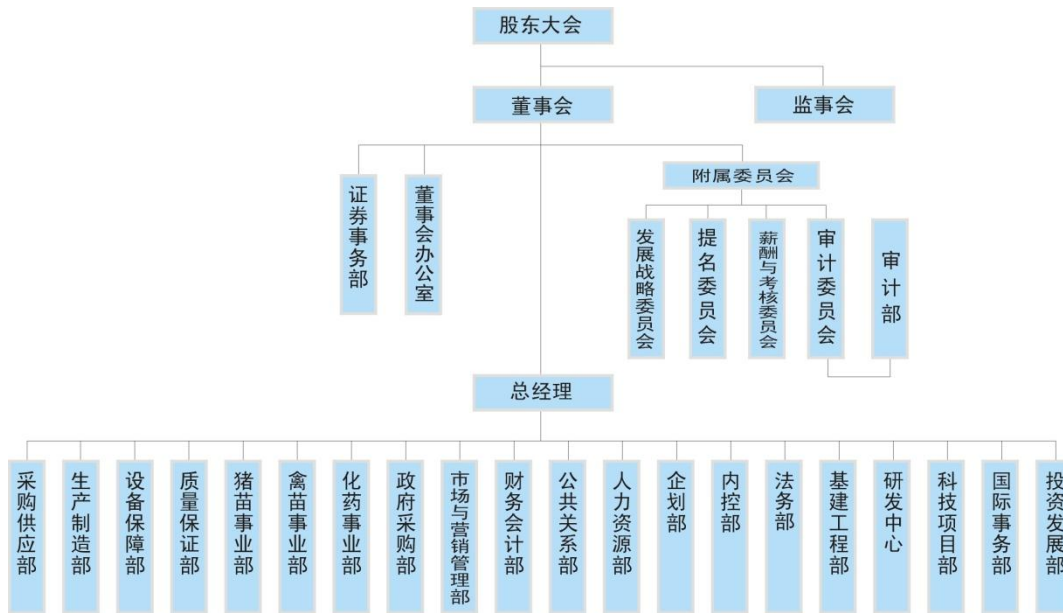 股东大会
董事会
监事会
证券事务部
董事会办公室
附属委员会
发展战略委员会
提名委员会
薪酬与考核委员会
审计委员会
审计部
总经理
采购供应部
生产制造部
设备保障部
质量保证部
猪苗事业部
禽苗事业部
化药事业部
政府采购部
市场与营销管理部
财务会计部
公共关系部
人力资源部
企划部
内控部
法务部
基建工程部
研发中心
科技项目部
国际事务部
投资发展部